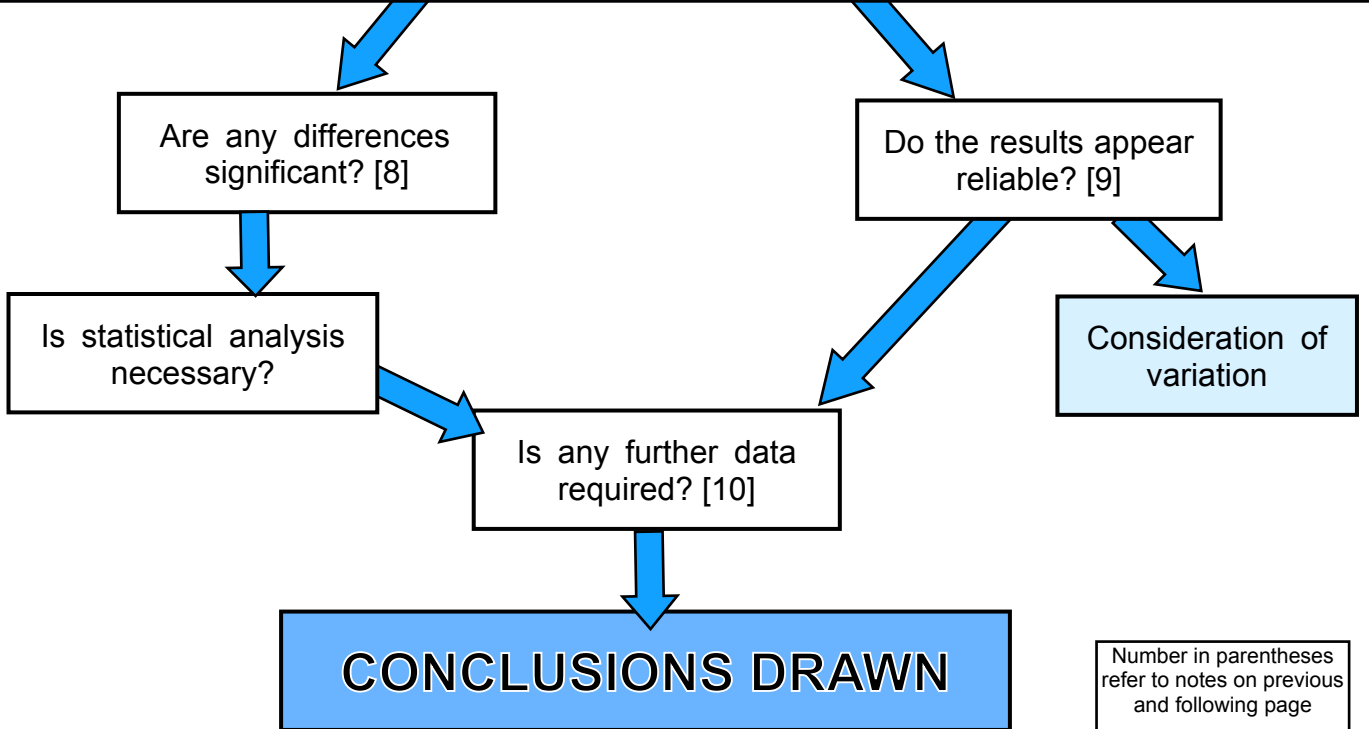 Are any differences
significant? [8]
Do the results appear
reliable? [9]
Is statistical analysis
necessary?
Consideration of
variation
Is any further data
required? [10]
CONCLUSIONS DRAWN
Number in parentheses
refer to notes on previous
and following page